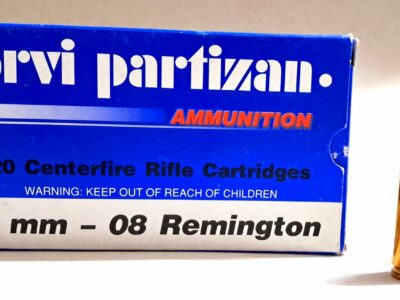 rvi partizan.
AMMUNITION
20 Centerfire Rifle Cartridges
WARNING: KEEP OUT OF REACH OF CHILDREN
mm – 08 Remington